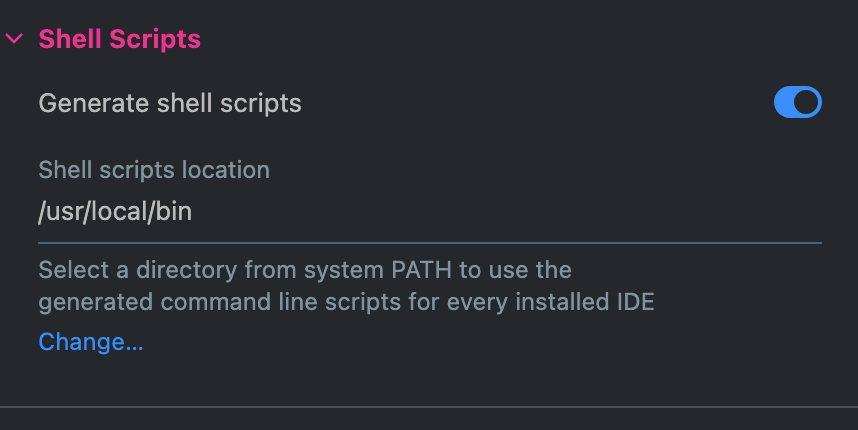 Shell Scripts
Generate shell scripts
Shell scripts location
/usr/local/bin
Select a directory from system PATH to use the
generated command line scripts for every installed IDE
Change...